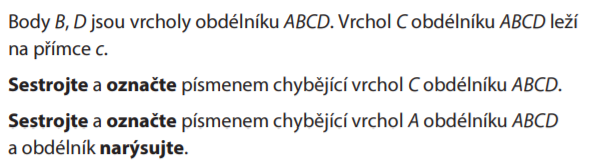 Body B, D jsou vrcholy obdélníku ABCD. Vrchol C obdélníku ABCD leží
na přímce c.
Sestrojte a označte písmenem chybějící vrchol C obdélníku ABCD.
Sestrojte a označte písmenem chybějící vrchol A obdélníku ABCD
a obdélník narýsujte.